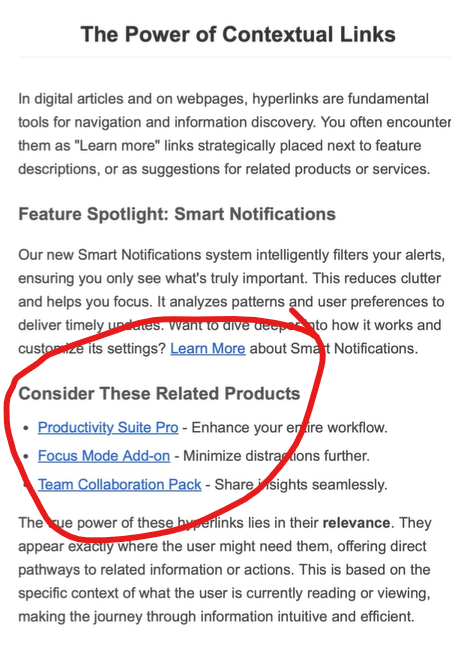 The Power of Contextual Links
In digital articles and on webpages, hyperlinks are fundamental
tools for navigation and information discovery. You often encounter
them as "Learn more" links strategically placed next to feature
descriptions, or as suggestions for related products or services.
Feature Spotlight: Smart Notifications
Our new Smart Notifications system intelligently filters your alerts,
ensuring you only see what's truly important. This reduces clutter
and helps you focus. It analyzes patterns and user preferences to
deliver timely updates. Want to dive deeper into how it works and
customize its settings? Learn More about Smart Notifications.
Consider These Related Products
• Productivity Suite Pro - Enhance your entire workflow.
• Focus Mode Add-on - Minimize distractions further.
• Team Collaboration Pack - Share insights seamlessly.
The true power of these hyperlinks lies in their relevance. They
appear exactly where the user might need them, offering direct
pathways to related information or actions. This is based on the
specific context of what the user is currently reading or viewing,
making the journey through information intuitive and efficient.